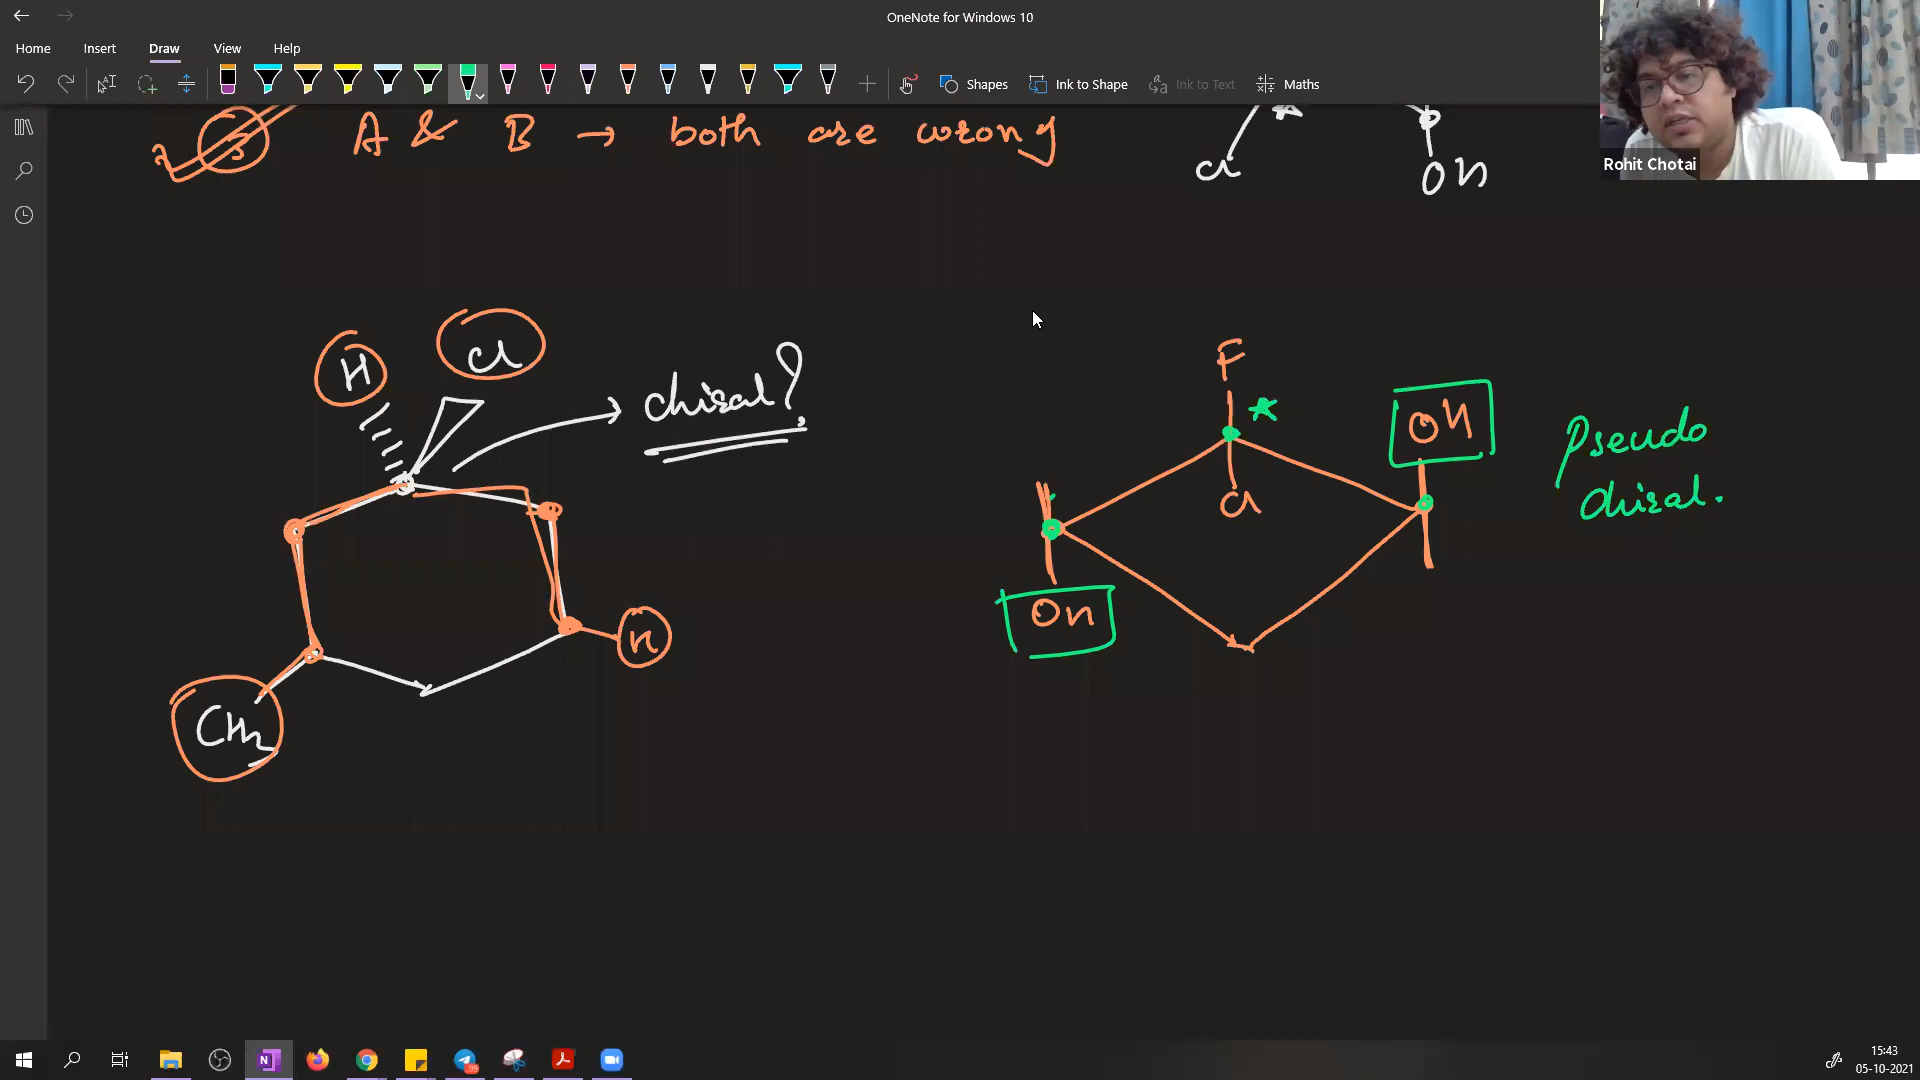 OneNote for Windows 10
Home Insert Draw View Help
Shapes Ink to Shape Ink to Text Maths
Rohit Chotai
A & B → both are wrong
Cl OH
H Cl
chiral?
F
Cl
OH
OH
Pseudo
chiral.
H
CH3
99
15:43
05-10-2021